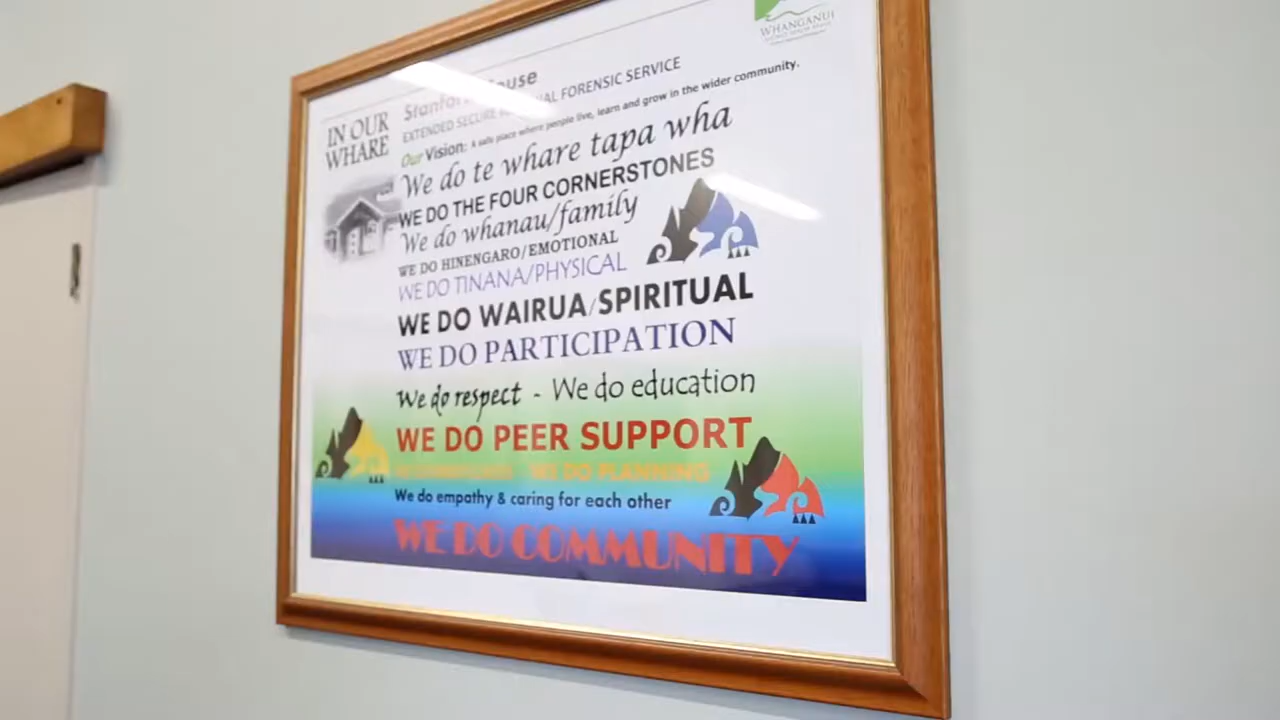 WHANGANUI
IN OUR
WHARE
EXTENDED SECURE FORENSIC SERVICE
Our Vision: A safe place where people live, learn and grow in the wider community.
We do te whare tapa wha
WE DO THE FOUR CORNERSTONES
We do whanau/family
WE DO HINENGARO/EMOTIONAL
WE DO TINANA/PHYSICAL
WE DO WAIRUA/SPIRITUAL
WE DO PARTICIPATION
We do respect - We do education
WE DO PEER SUPPORT
WE DO PLANNING
We do empathy & caring for each other
WE DO COMMUNITY